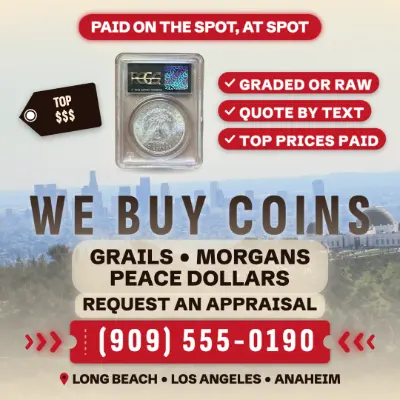 PAID ON THE SPOT, AT SPOT
TOP
$$$
PCGS
GRADED OR RAW
QUOTE BY TEXT
TOP PRICES PAID
WE BUY COINS
GRAILS • MORGANS
PEACE DOLLARS
REQUEST AN APPRAISAL
(909) 555-0190
LONG BEACH • LOS ANGELES • ANAHEIM